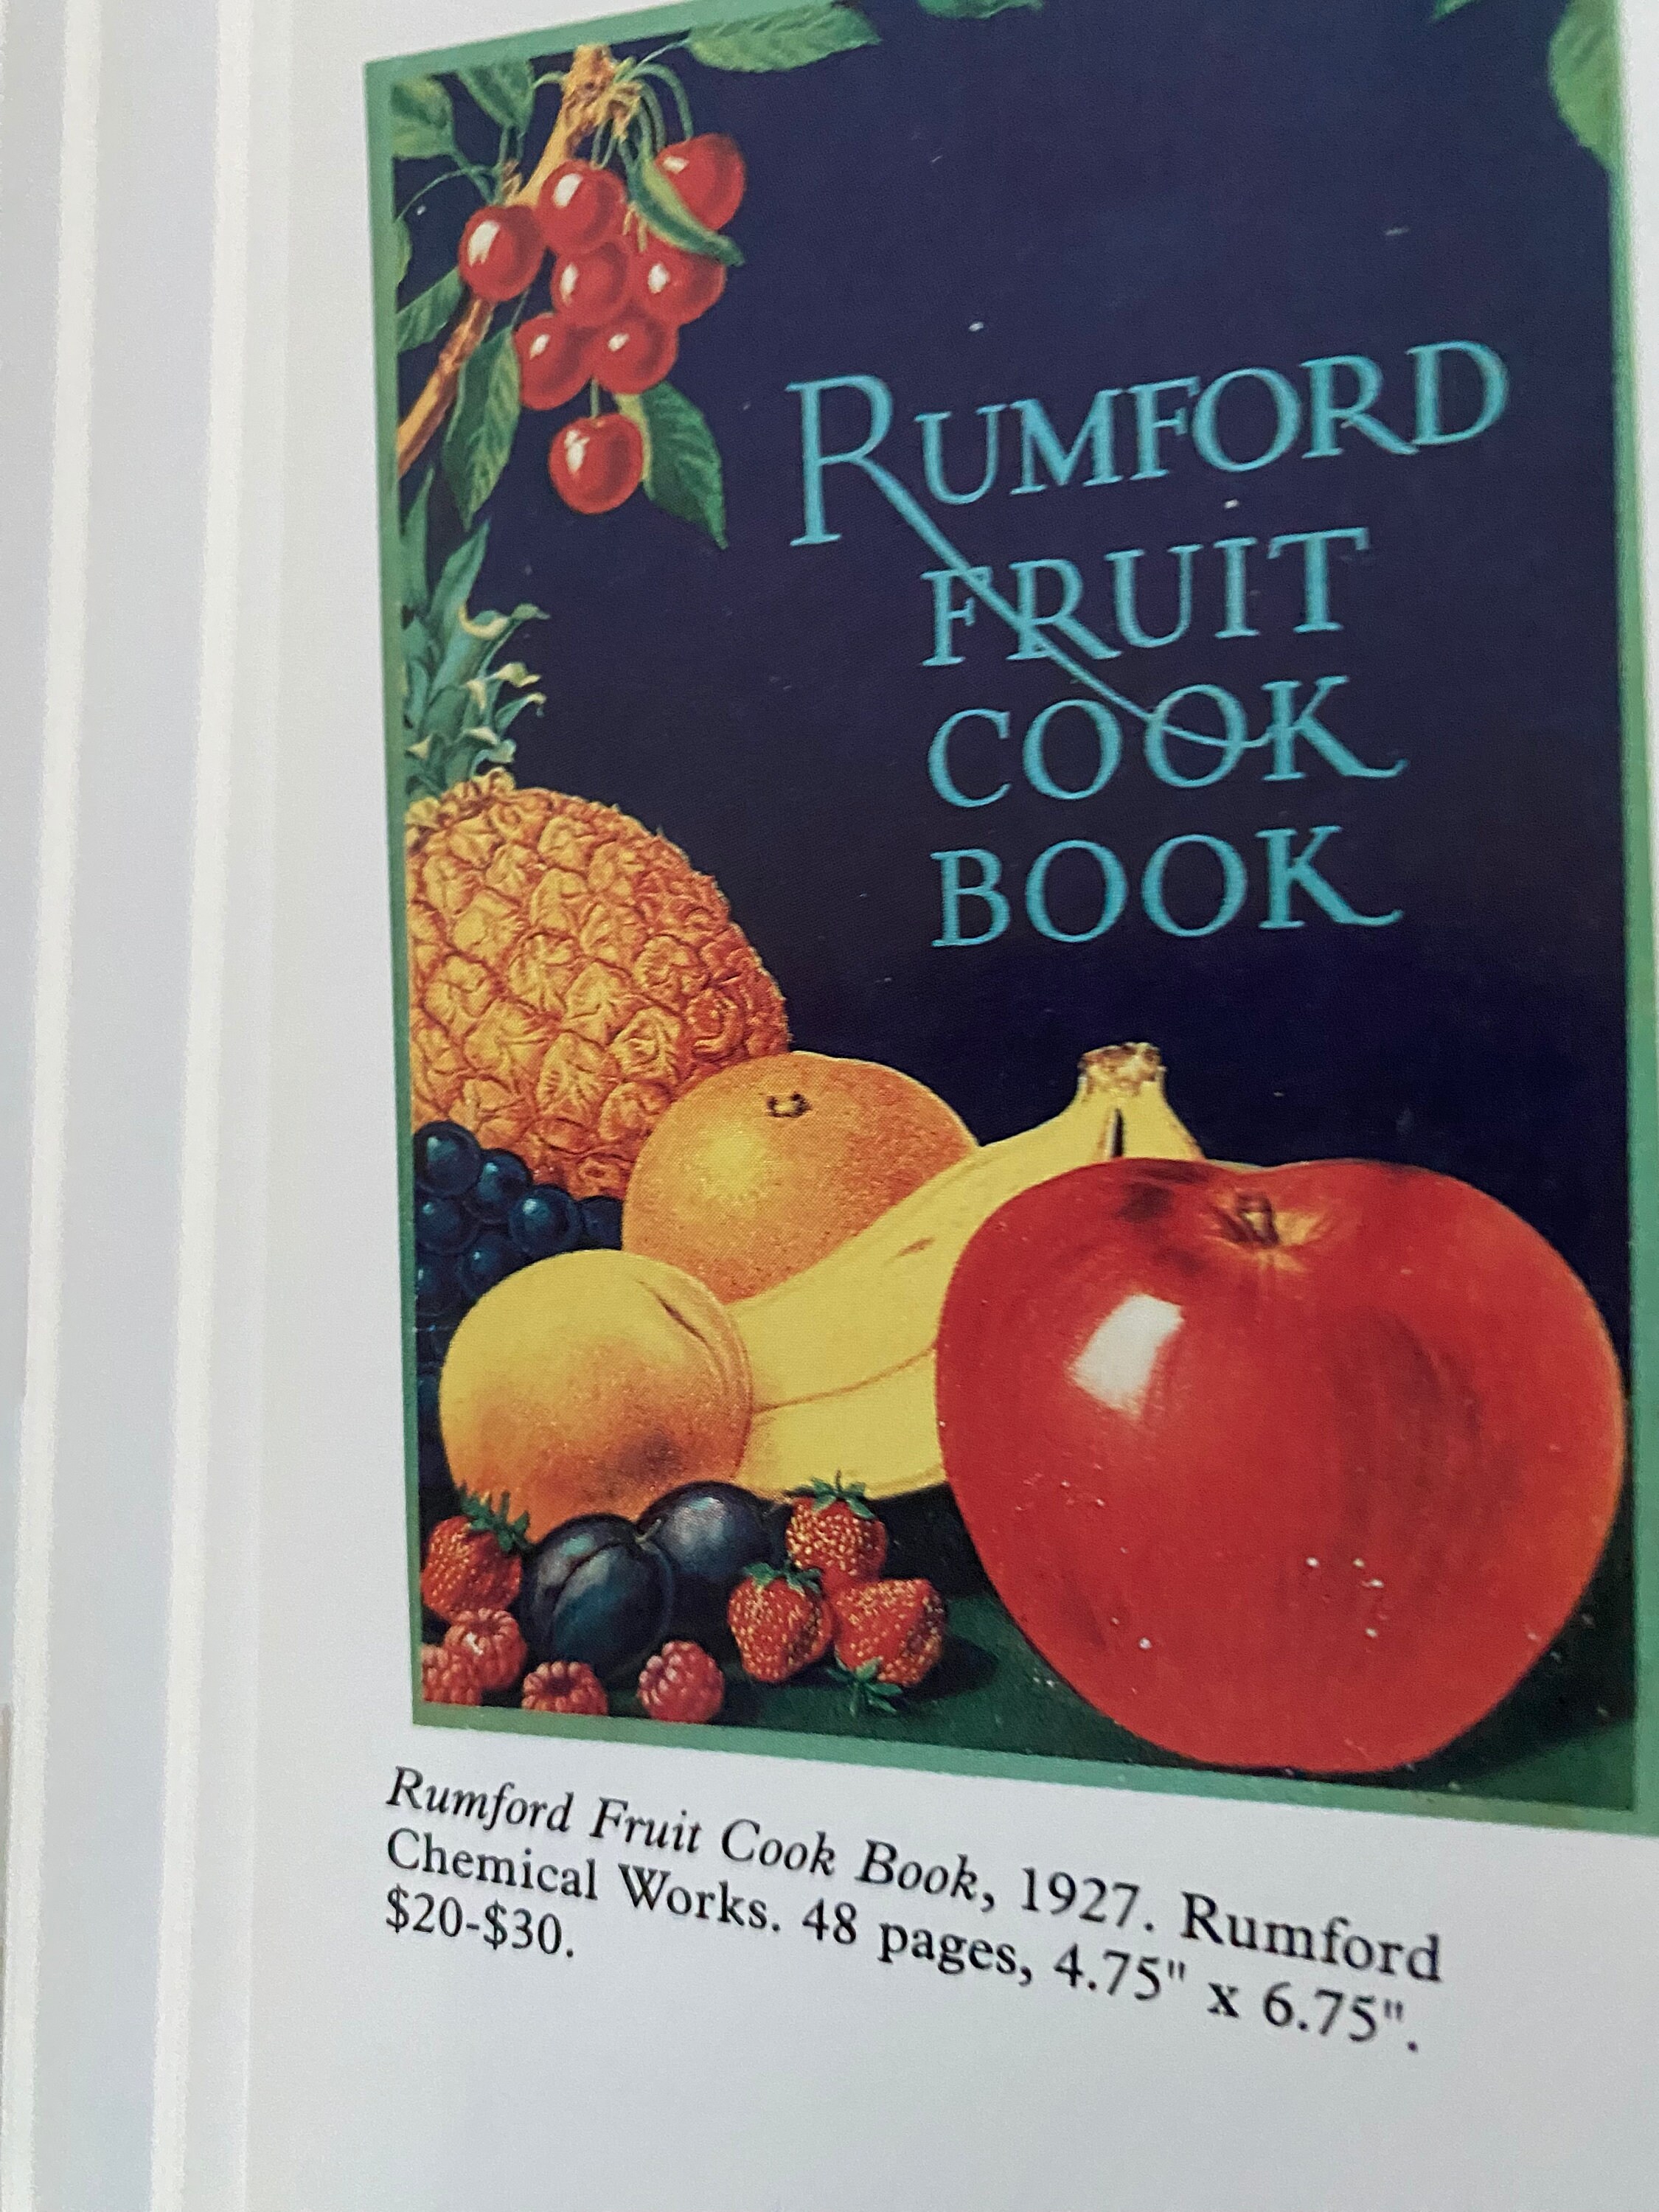 RUMFORD
FRUIT
COOK
BOOK
Rumford Fruit Cook Book, 1927. Rumford
Chemical Works. 48 pages, 4.75" x 6.75".
$20-$30.